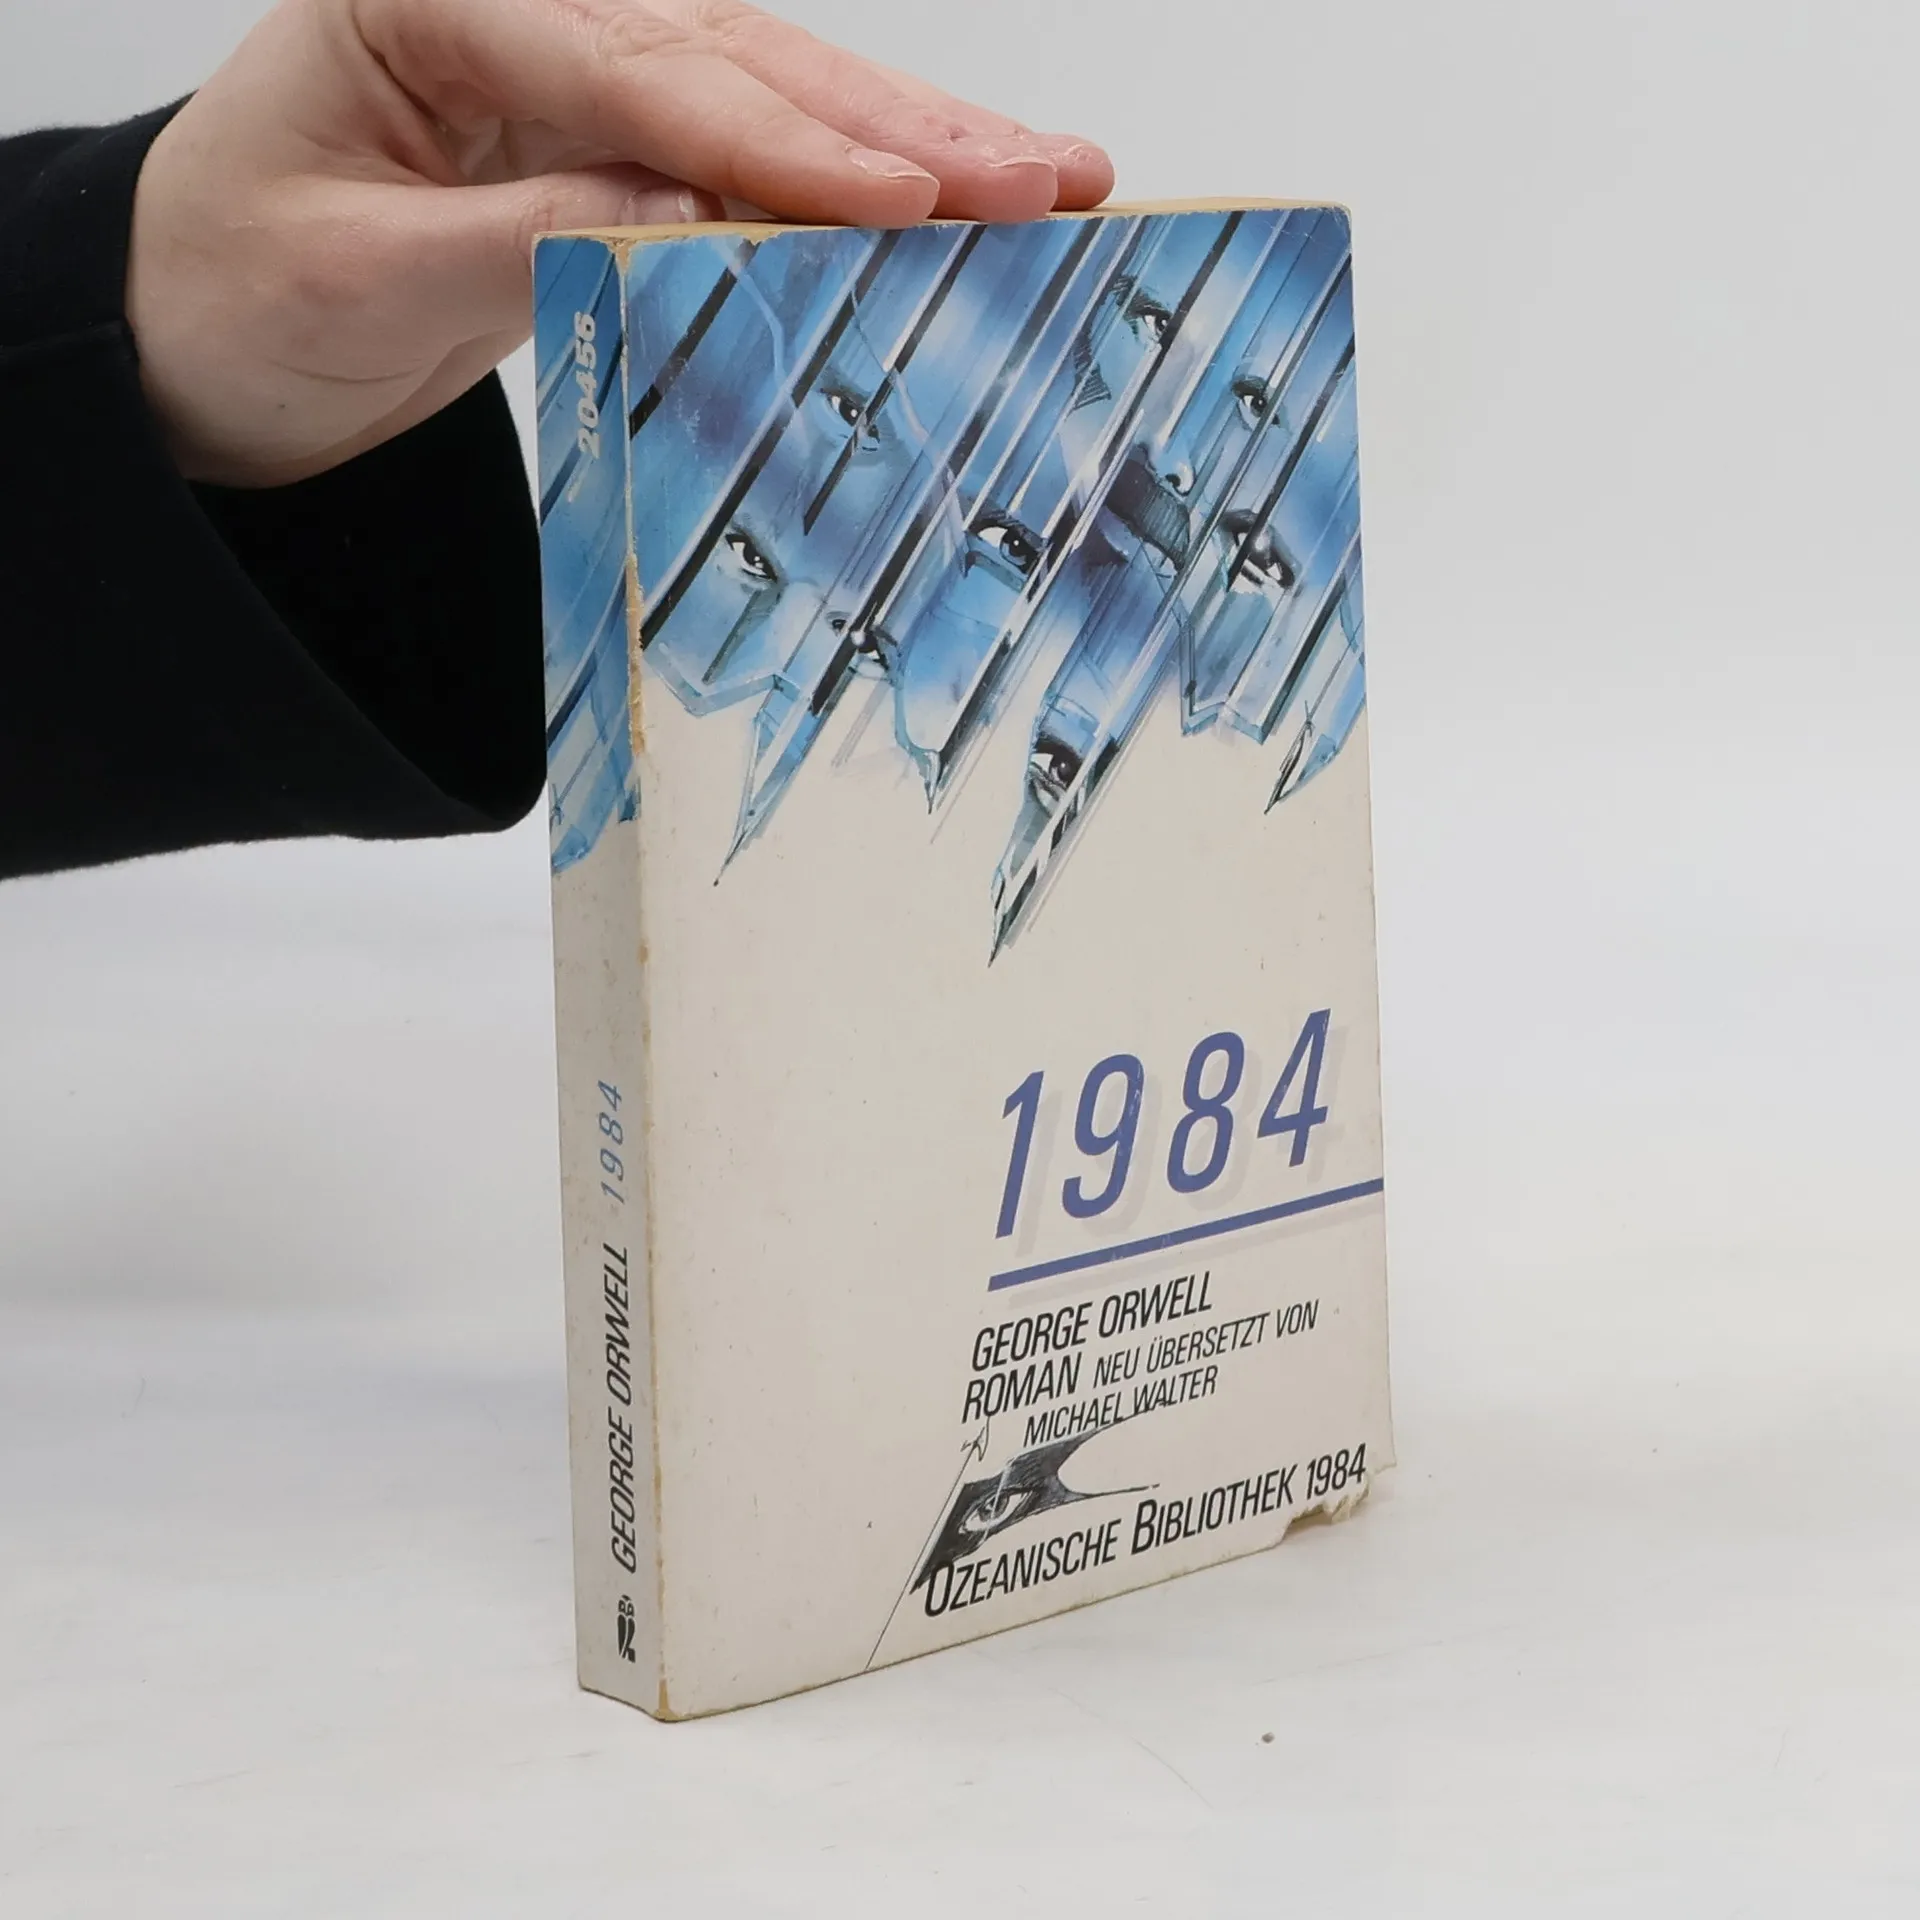 20456
GEORGE ORWELL 1984
1984
GEORGE ORWELL
ROMAN NEU ÜBERSETZT VON
MICHAEL WALTER
OZEANISCHE BIBLIOTHEK 1984